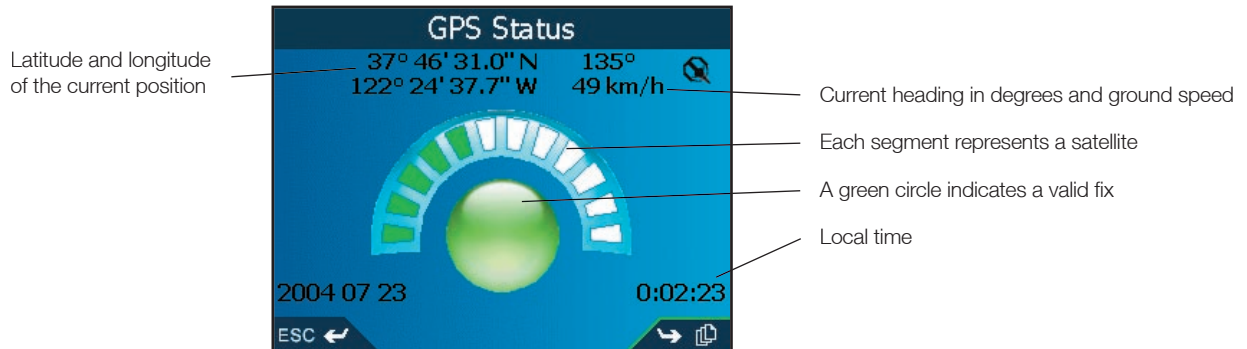 GPS Status
Latitude and longitude
of the current position
37° 46' 31.0" N 135°
122° 24' 37.7" W 49 km/h
Current heading in degrees and ground speed
Each segment represents a satellite
A green circle indicates a valid fix
Local time
2004 07 23 0:02:23
ESC